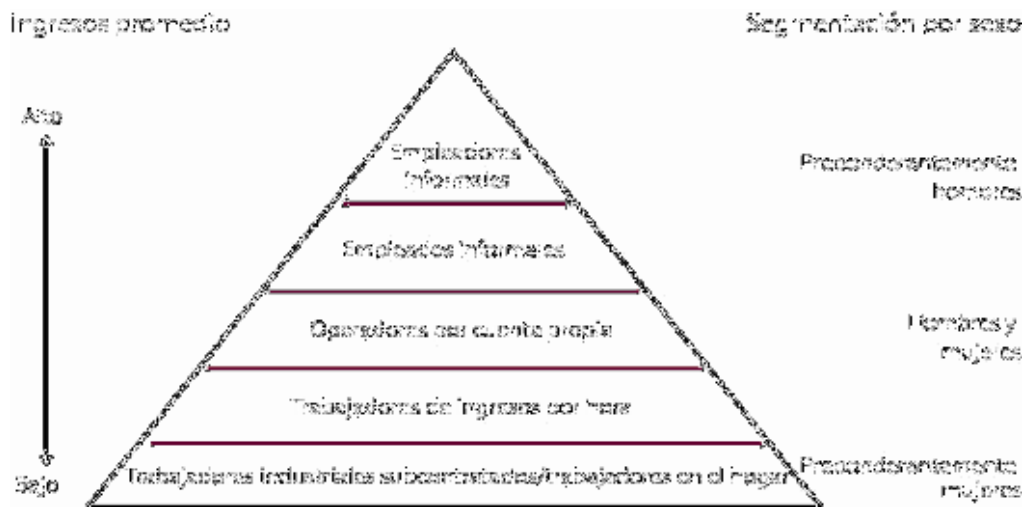 Ingresos promedio
Segmentación por sexo
Alto
Empleadores
informales
Predominantemente
hombres
Empleados informales
Operadores por cuenta propia
Hombres y
mujeres
Trabajadores de ingresos por hora
Bajo
Trabajadores industriales subcontratados/trabajadores en el hogar
mujeres